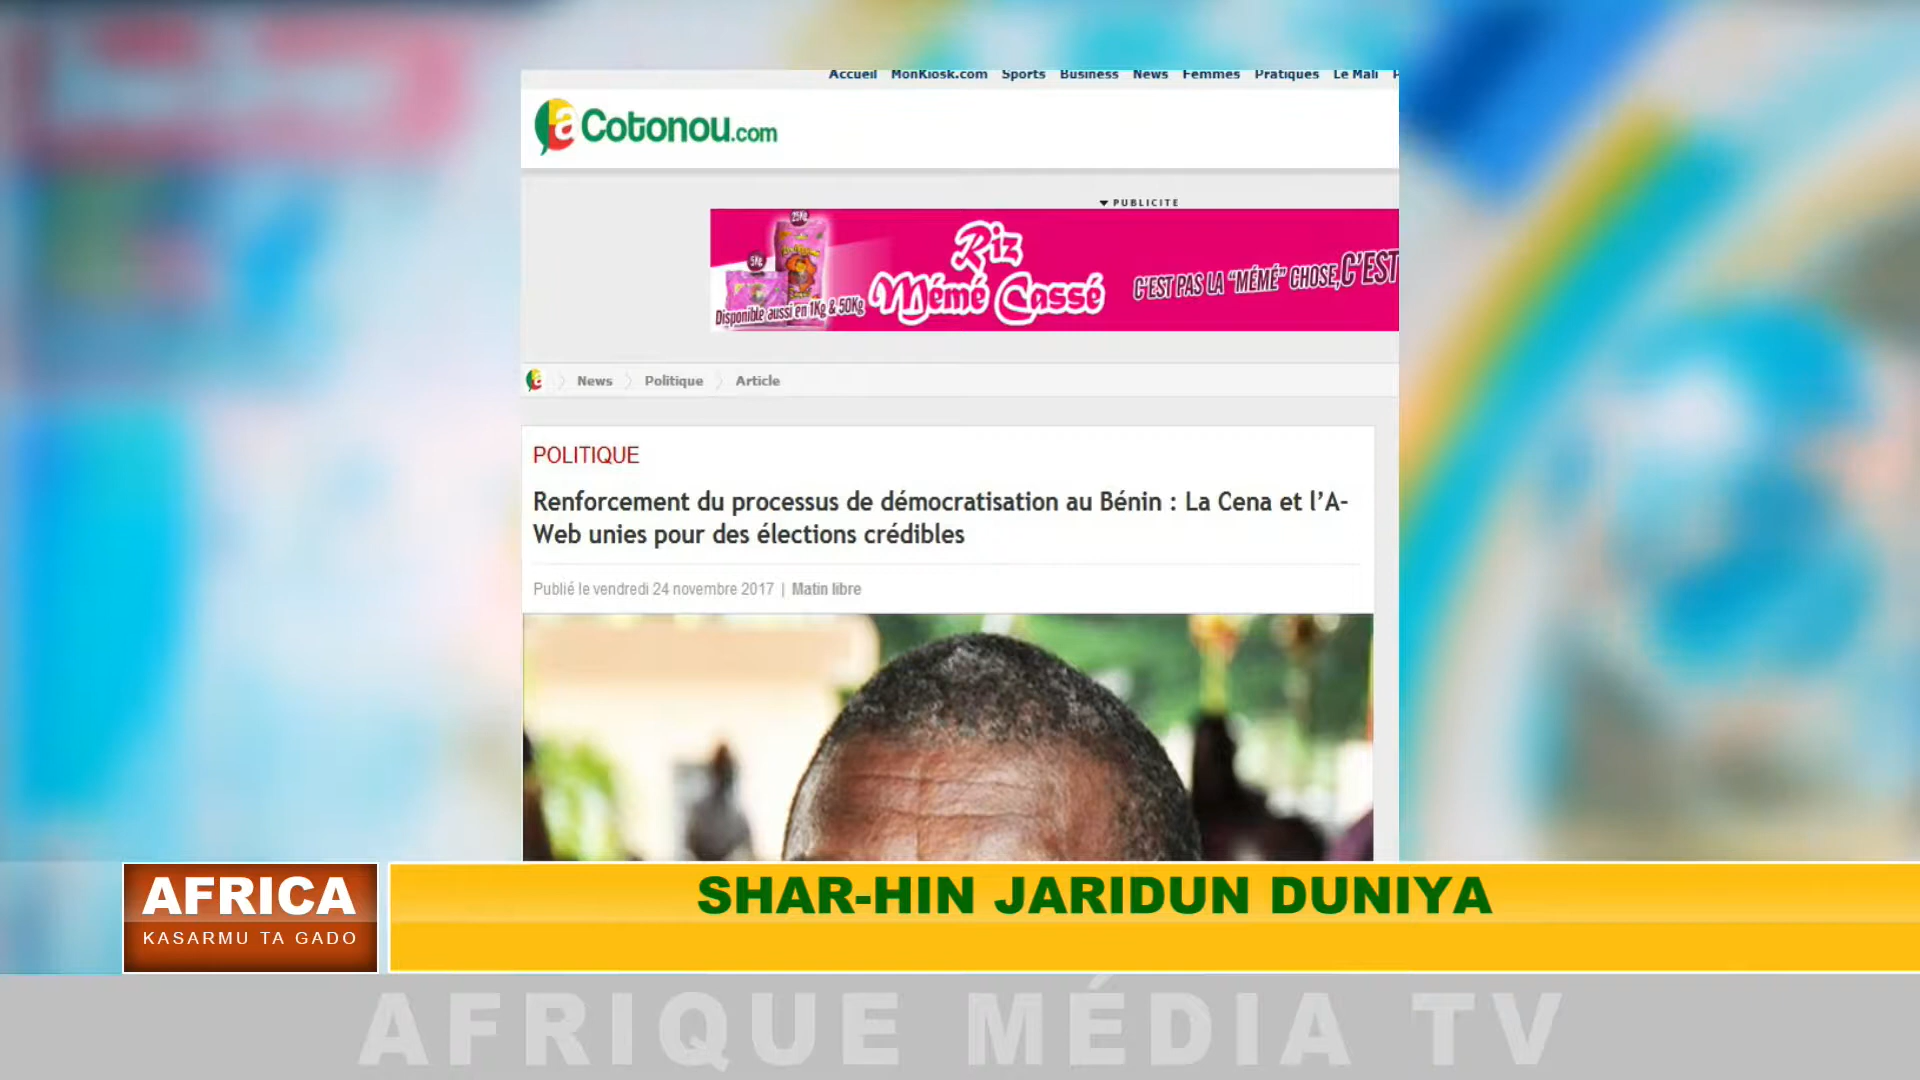 Accueil MonKiosk.com Sports Business News Femmes Pratiques Le Mali
a Cotonou.com
PUBLICITE
25Kg
5Kg
Riz
Mémé Cassé
C'EST PAS LA "MÉMÉ" CHOSE, C'EST
Disponible aussi en 1Kg & 50Kg
News Politique Article
POLITIQUE
Renforcement du processus de démocratisation au Bénin : La Cena et l'A-
Web unies pour des élections crédibles
Publié le vendredi 24 novembre 2017 | Matin libre
AFRICA
KASARMU TA GADO
SHAR-HIN JARIDUN DUNIYA
AFRIQUE MÉDIA TV